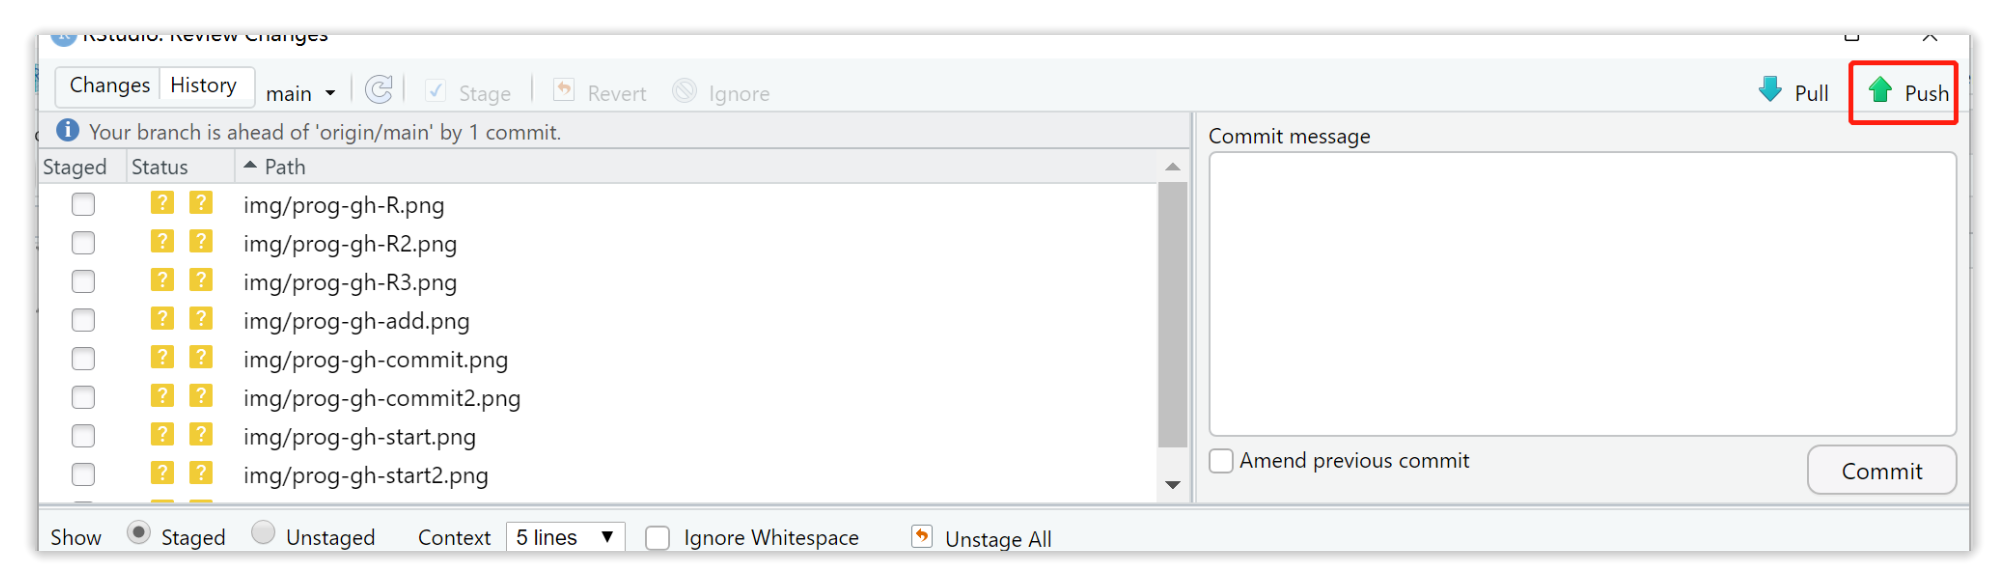 RStudio: Review Changes
Changes History main Stage Revert Ignore Pull Push
Your branch is ahead of 'origin/main' by 1 commit.
Commit message
Staged Status Path
? ? img/prog-gh-R.png
? ? img/prog-gh-R2.png
? ? img/prog-gh-R3.png
? ? img/prog-gh-add.png
? ? img/prog-gh-commit.png
? ? img/prog-gh-commit2.png
? ? img/prog-gh-start.png
? ? img/prog-gh-start2.png
Amend previous commit
Commit
Show Staged Unstaged Context 5 lines Ignore Whitespace Unstage All